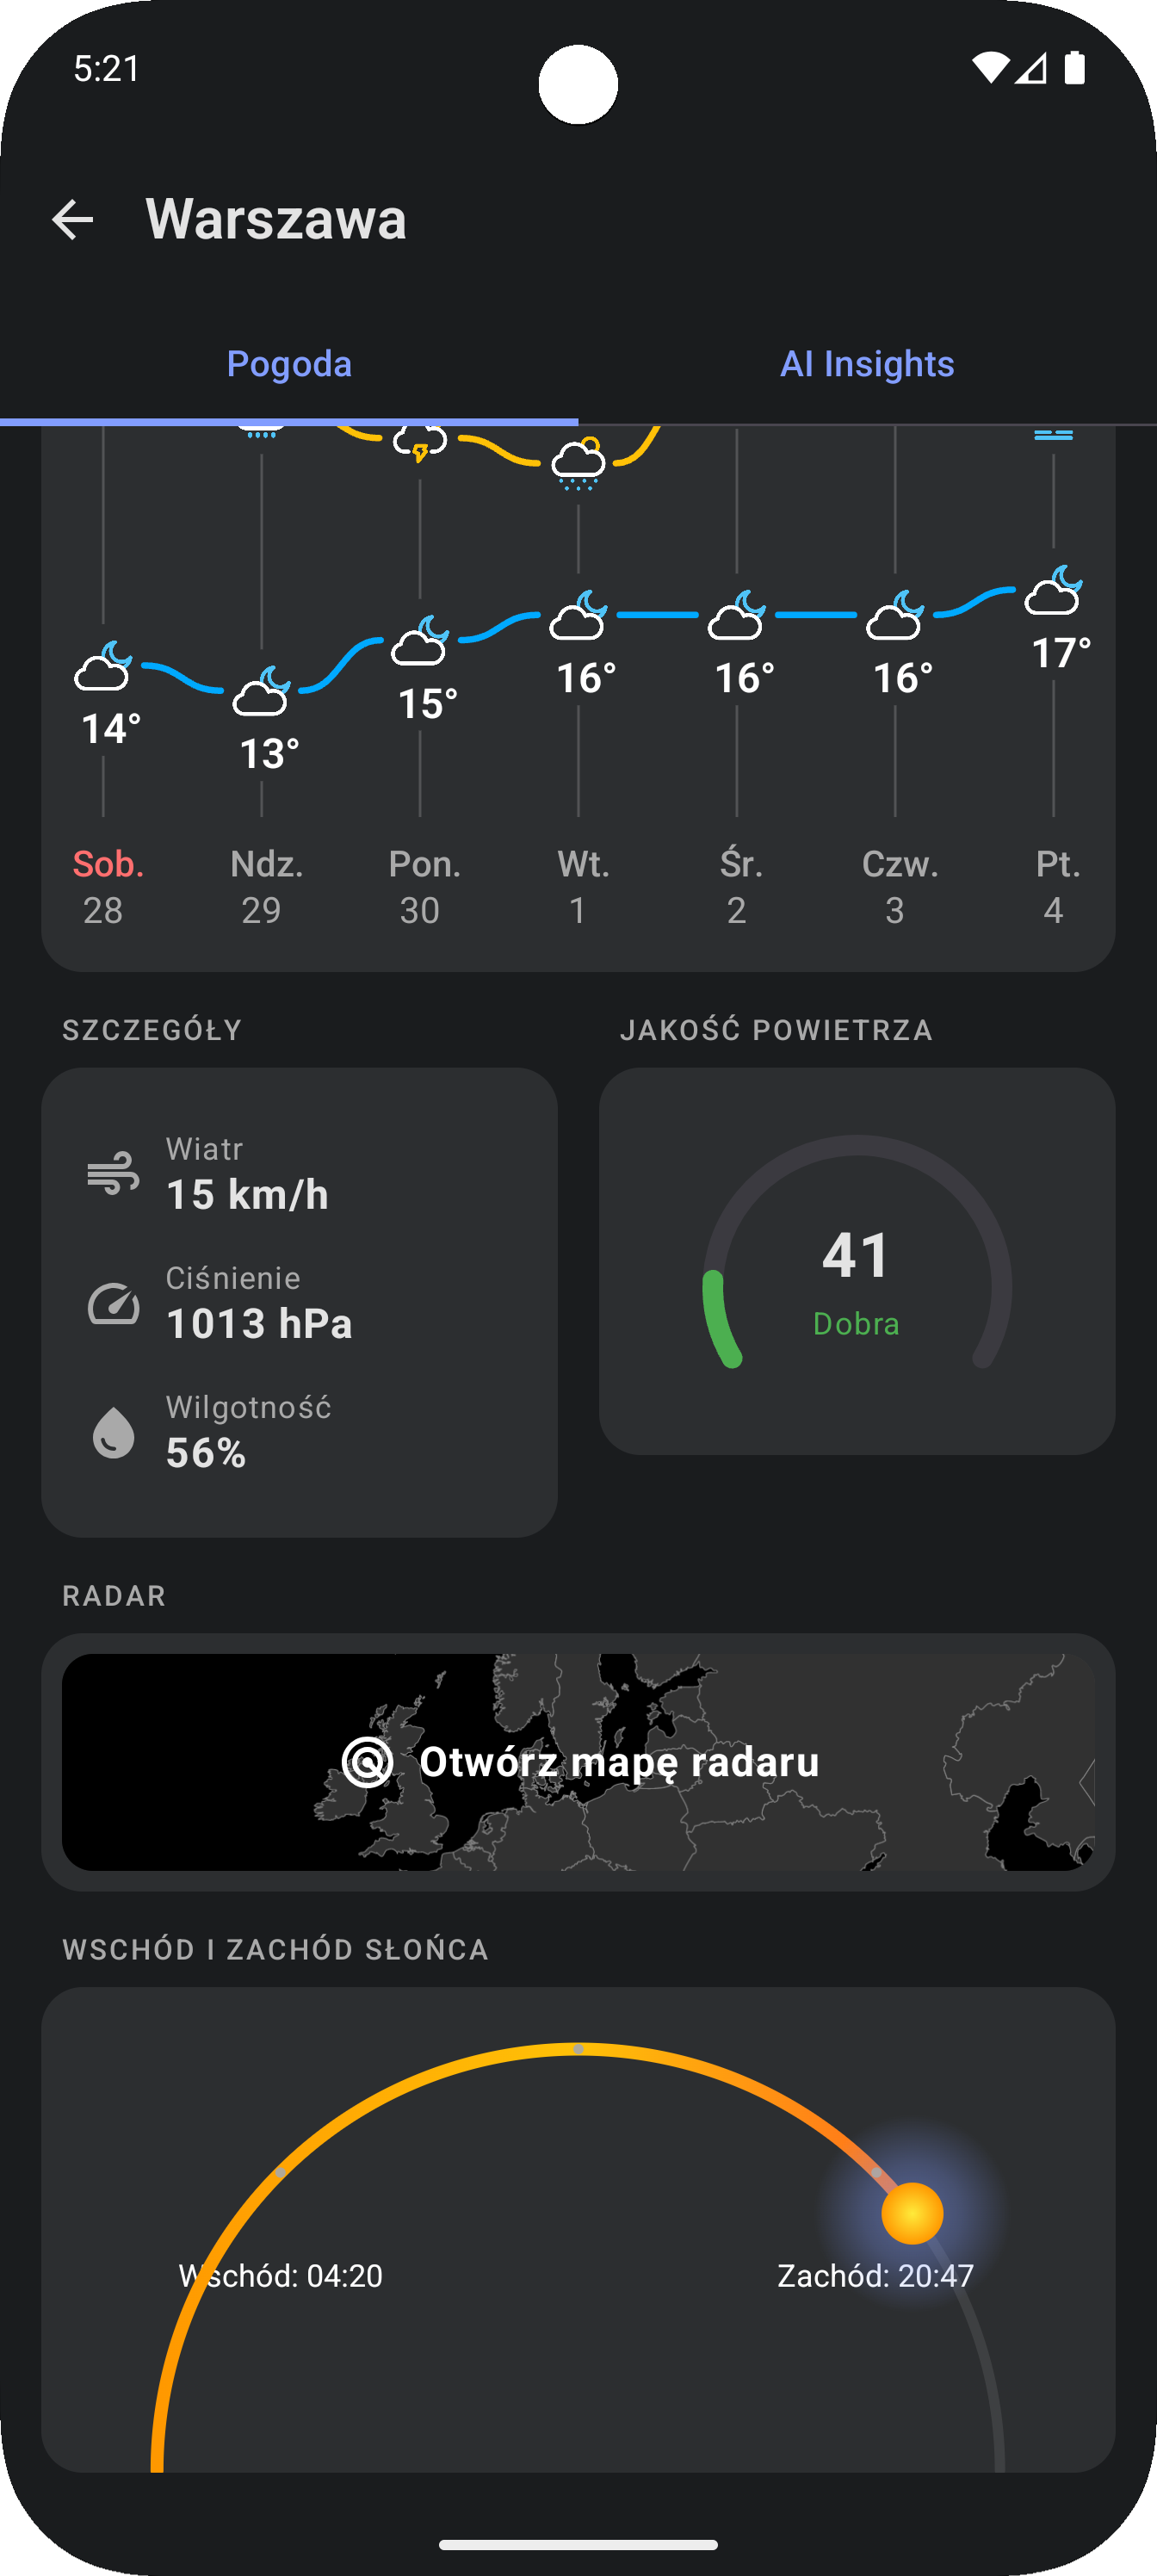 5:21
Warszawa
Pogoda
AI Insights
14°
13°
15°
16°
16°
16°
17°
Sob.
28
Ndz.
29
Pon.
30
Wt.
1
Śr.
2
Czw.
3
Pt.
4
SZCZEGÓŁY
Wiatr
15 km/h
Ciśnienie
1013 hPa
Wilgotność
56%
JAKOŚĆ POWIETRZA
41
Dobra
RADAR
Otwórz mapę radaru
WSCHÓD I ZACHÓD SŁOŃCA
Wschód: 04:20
Zachód: 20:47